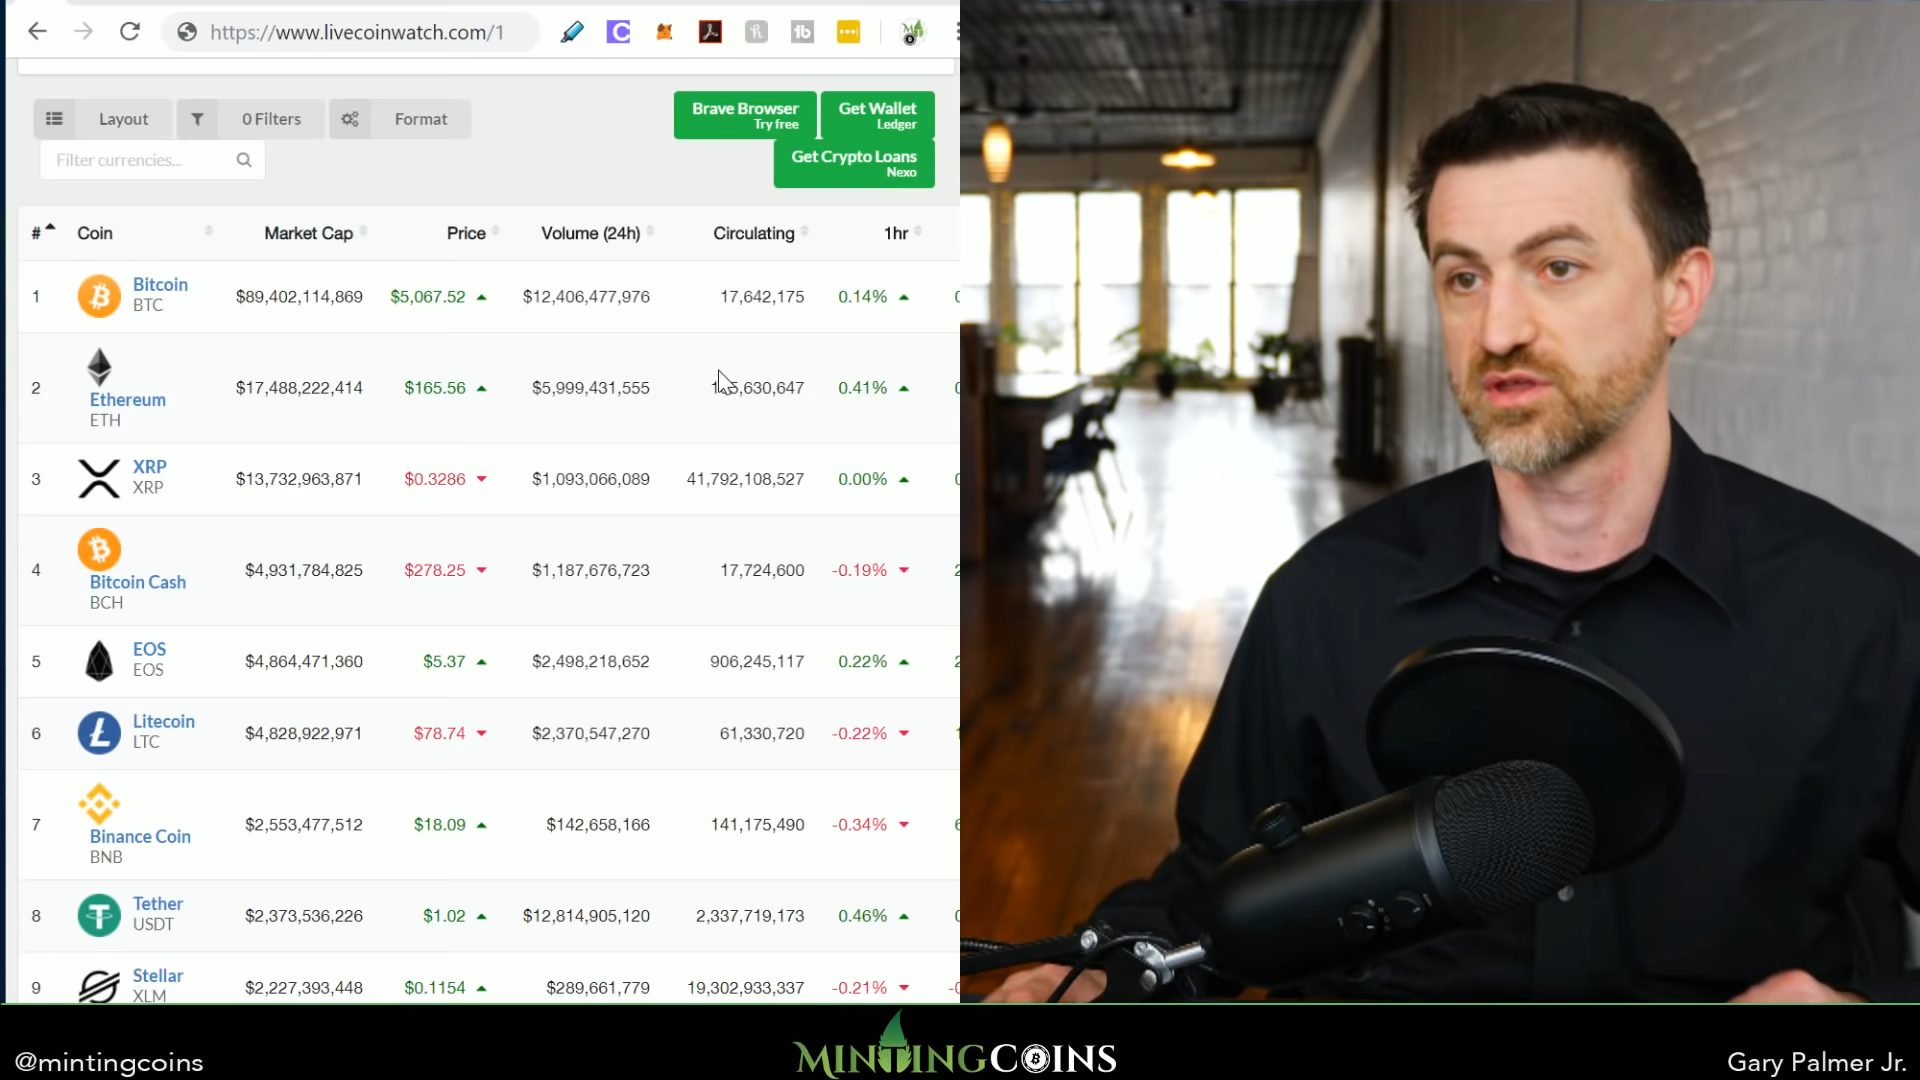 https://www.livecoinwatch.com/1
Layout
0 Filters
Format
Filter currencies...
Brave Browser
Try free
Get Wallet
Ledger
Get Crypto Loans
Nexo
# Coin Market Cap Price Volume (24h) Circulating 1hr
1 Bitcoin BTC $89,402,114,869 $5,067.52 $12,406,477,976 17,642,175 0.14%
2 Ethereum ETH $17,488,222,414 $165.56 $5,999,431,555 0.41%
3 XRP XRP $13,732,963,871 $0.3286 $1,093,066,089 41,792,108,527 0.00%
4 Bitcoin Cash BCH $4,931,784,825 $278.25 $1,187,676,723 17,724,600 -0.19%
5 EOS EOS $4,864,471,360 $5.37 $2,498,218,652 906,245,117 0.22%
6 Litecoin LTC $4,828,922,971 $78.74 $2,370,547,270 61,330,720 -0.22%
7 Binance Coin BNB $2,553,477,512 $18.09 $142,658,166 141,175,490 -0.34%
8 Tether USDT $2,373,536,226 $1.02 $12,814,905,120 2,337,719,173 0.46%
9 Stellar XLM $2,227,393,448 $0.1154 $289,661,779 19,302,933,337 -0.21%
@mintingcoins
MINTINGCOINS
Gary Palmer Jr.